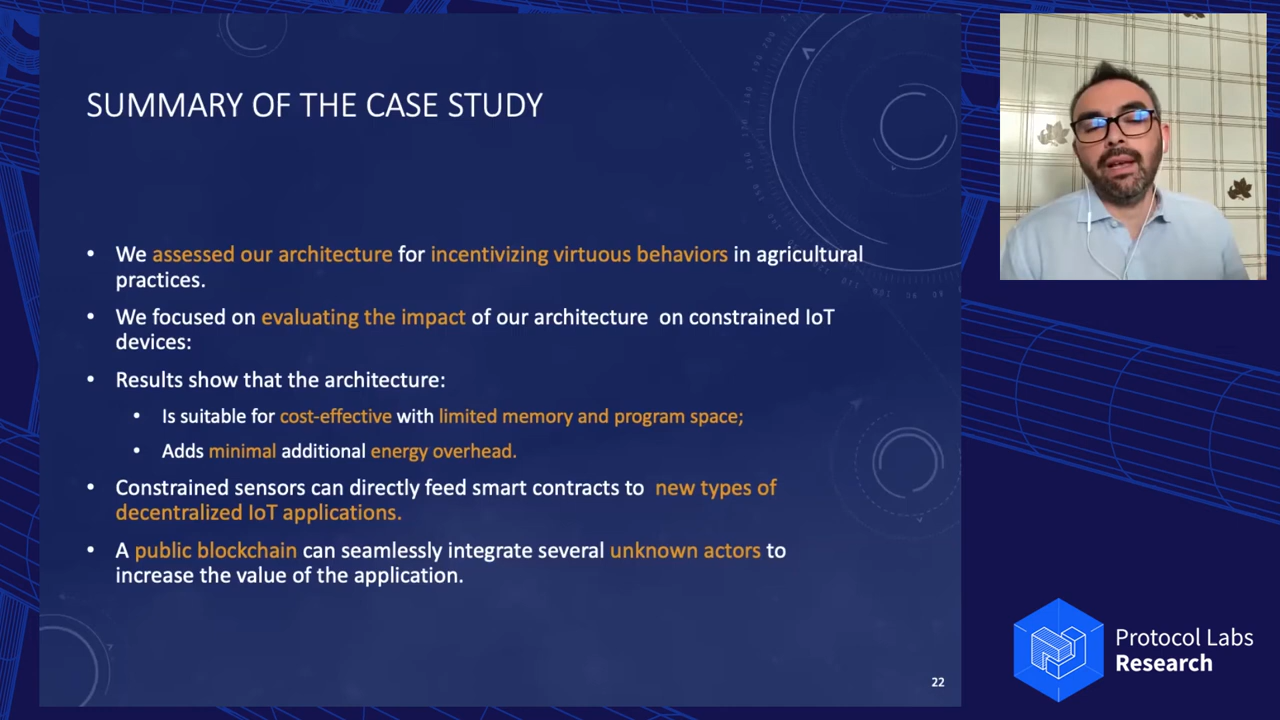 SUMMARY OF THE CASE STUDY
• We assessed our architecture for incentivizing virtuous behaviors in agricultural
practices.
• We focused on evaluating the impact of our architecture on constrained IoT
devices:
• Results show that the architecture:
• Is suitable for cost-effective with limited memory and program space;
• Adds minimal additional energy overhead.
• Constrained sensors can directly feed smart contracts to new types of
decentralized IoT applications.
• A public blockchain can seamlessly integrate several unknown actors to
increase the value of the application.
22
Protocol Labs
Research